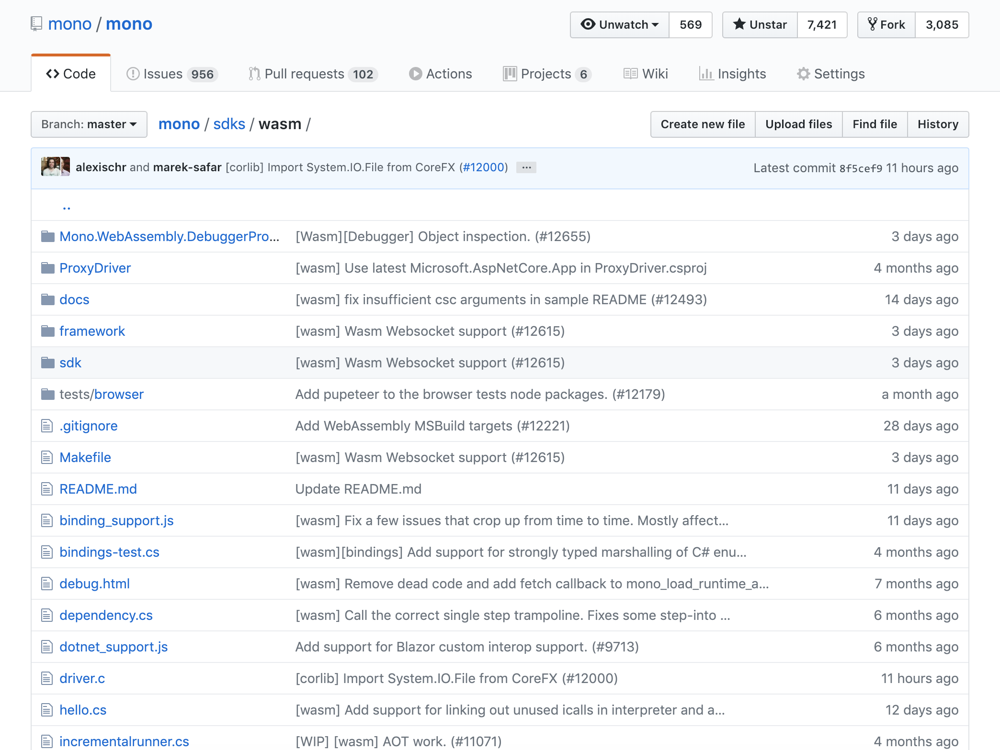 mono / mono Unwatch 569 Unstar 7,421 Fork 3,085
Code Issues 956 Pull requests 102 Actions Projects 6 Wiki Insights Settings
Branch: master mono / sdks / wasm / Create new file Upload files Find file History
alexischr and marek-safar [corlib] Import System.IO.File from CoreFX (#12000) ... Latest commit 8f5cef9 11 hours ago
..
Mono.WebAssembly.DebuggerPro... [Wasm][Debugger] Object inspection. (#12655) 3 days ago
ProxyDriver [wasm] Use latest Microsoft.AspNetCore.App in ProxyDriver.csproj 4 months ago
docs [wasm] fix insufficient csc arguments in sample README (#12493) 14 days ago
framework [wasm] Wasm Websocket support (#12615) 3 days ago
sdk [wasm] Wasm Websocket support (#12615) 3 days ago
tests/browser Add pupeteer to the browser tests node packages. (#12179) a month ago
.gitignore Add WebAssembly MSBuild targets (#12221) 28 days ago
Makefile [wasm] Wasm Websocket support (#12615) 3 days ago
README.md Update README.md 11 days ago
binding_support.js [wasm] Fix a few issues that crop up from time to time. Mostly affect... 11 days ago
bindings-test.cs [wasm][bindings] Add support for strongly typed marshalling of C# enu... 4 months ago
debug.html [wasm] Remove dead code and add fetch callback to mono_load_runtime_a... 7 months ago
dependency.cs [wasm] Call the correct single step trampoline. Fixes some step-into ... 6 months ago
dotnet_support.js Add support for Blazor custom interop support. (#9713) 6 months ago
driver.c [corlib] Import System.IO.File from CoreFX (#12000) 11 hours ago
hello.cs [wasm] Add support for linking out unused icalls in interpreter and a... 12 days ago
incrementalrunner.cs [WIP] [wasm] AOT work. (#11071) 4 months ago